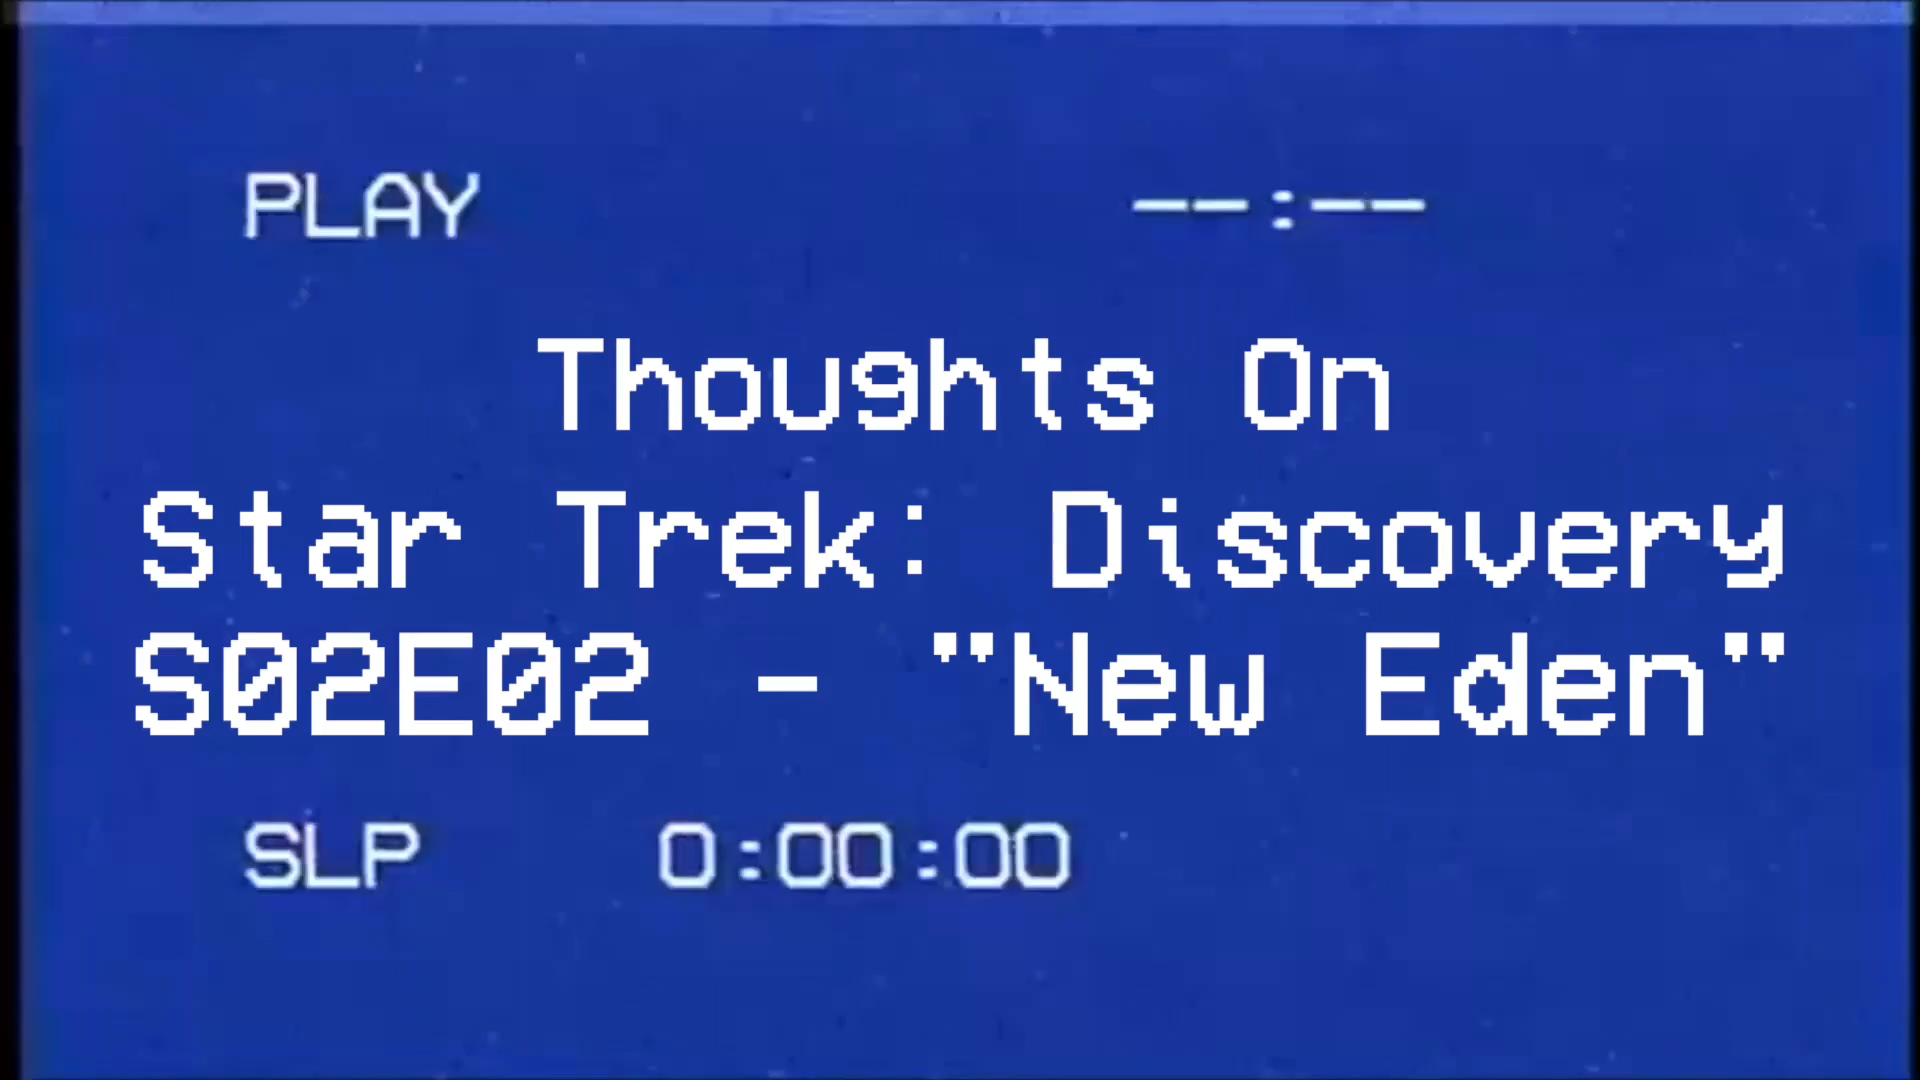 PLAY --:--
Thoughts On
Star Trek: Discovery
S02E02 - "New Eden"
SLP 0:00:00